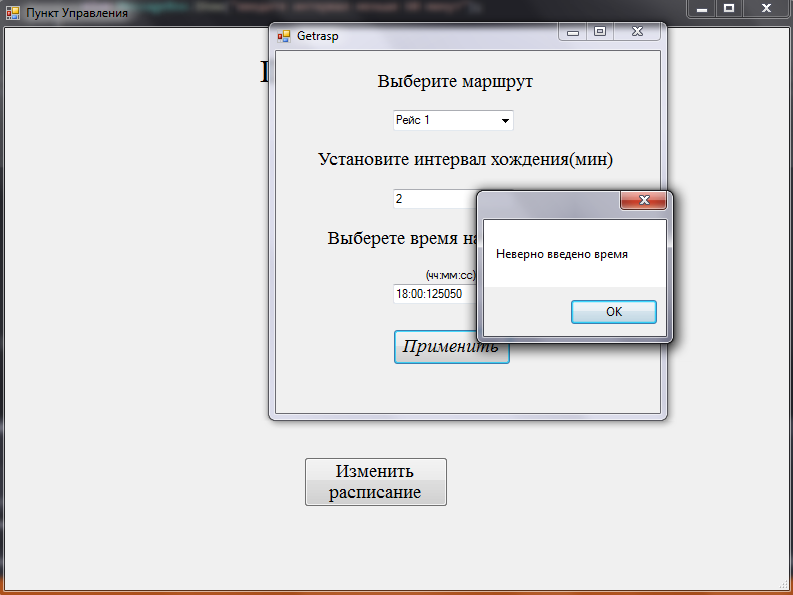 Пункт Управления
Getrasp
Выберите маршрут
Рейс 1
Установите интервал хождения(мин)
2
Выберете время
(чч:мм:сс)
18:00:125050
Применить
Неверно введено время
OK
Изменить
расписание